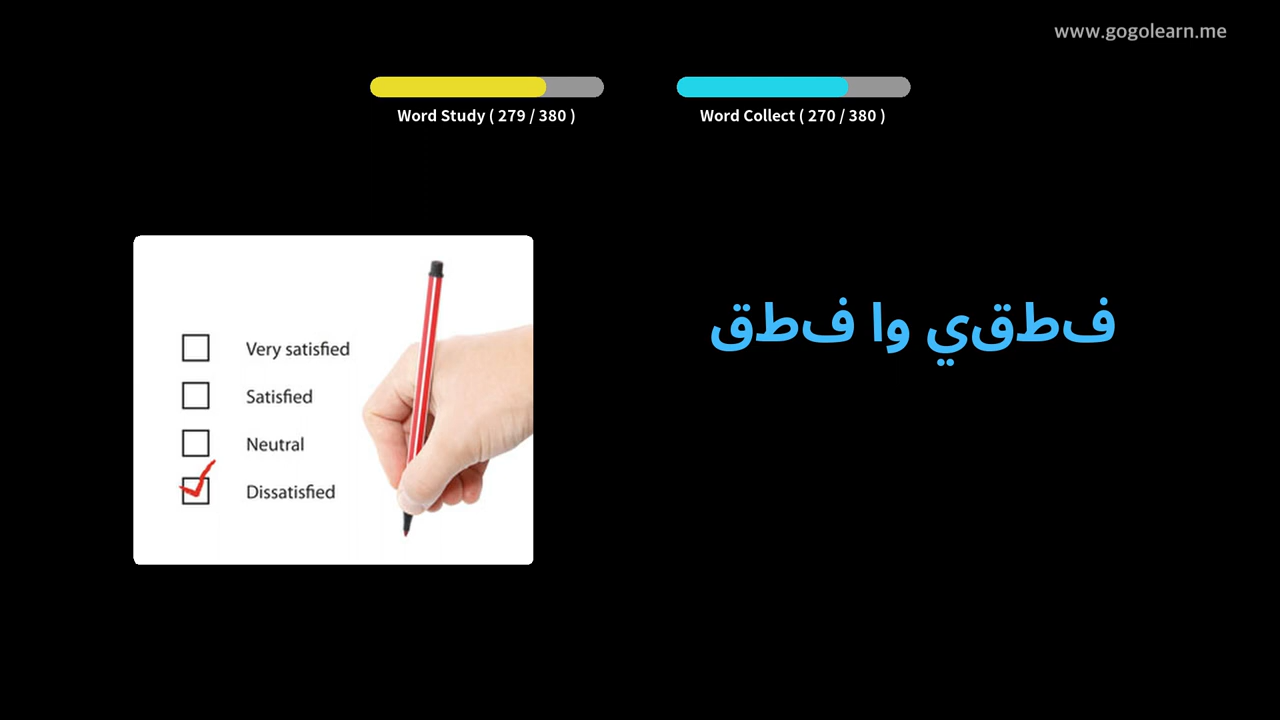 www.gogolearn.me
Word Study ( 279 / 380 )
Word Collect ( 270 / 380 )
فطقي وا فطق
Very satisfied
Satisfied
Neutral
Dissatisfied